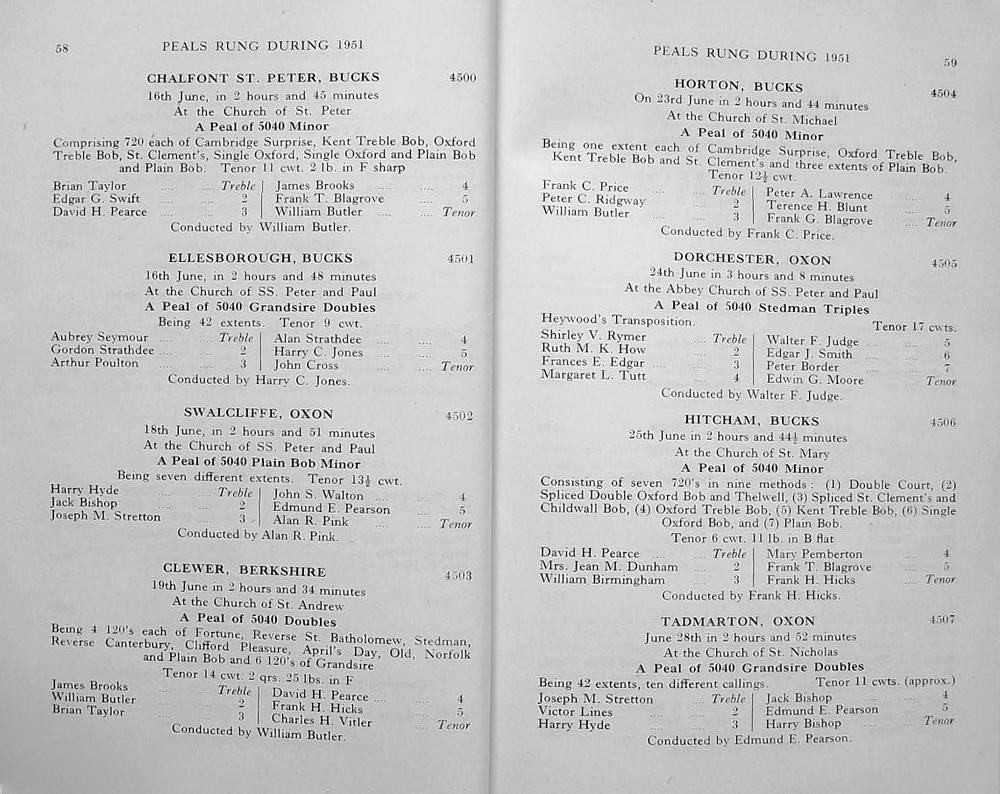 58
PEALS RUNG DURING 1951
CHALFONT ST. PETER, BUCKS 4500
16th June, in 2 hours and 45 minutes
At the Church of St. Peter
A Peal of 5040 Minor
Comprising 720 each of Cambridge Surprise, Kent Treble Bob, Oxford
Treble Bob, St. Clement's, Single Oxford, Single Oxford and Plain Bob
and Plain Bob. Tenor 11 cwt. 2 lb. in F sharp
Brian Taylor .... .... Treble | James Brooks .... .... 4
Edgar G. Swift .... 2 | Frank T. Blagrove .... 5
David H. Pearce .... 3 | William Butler .... .... Tenor
Conducted by William Butler.
ELLESBOROUGH, BUCKS 4501
16th June, in 2 hours and 48 minutes
At the Church of SS. Peter and Paul
A Peal of 5040 Grandsire Doubles
Being 42 extents. Tenor 9 cwt.
Aubrey Seymour .... .... Treble | Alan Strathdee .... .... 4
Gordon Strathdee .... .... 2 | Harry C. Jones .... .... 5
Arthur Poulton .... .... 3 | John Cross .... .... Tenor
Conducted by Harry C. Jones.
SWALCLIFFE, OXON 4502
18th June, in 2 hours and 51 minutes
At the Church of SS. Peter and Paul
A Peal of 5040 Plain Bob Minor
Being seven different extents. Tenor 13½ cwt.
Harry Hyde .... .... Treble | John S. Walton .... .... 4
Jack Bishop .... .... 2 | Edmund E. Pearson .... 5
Joseph M. Stretton .... 3 | Alan R. Pink .... .... Tenor
Conducted by Alan R. Pink.
CLEWER, BERKSHIRE 4503
19th June in 2 hours and 34 minutes
At the Church of St. Andrew
A Peal of 5040 Doubles
Being 4 120's each of Fortune, Reverse St. Batholomew, Stedman,
Reverse Canterbury, Clifford Pleasure, April's Day, Old, Norfolk
and Plain Bob and 6 120's of Grandsire
Tenor 14 cwt. 2 qrs. 25 lbs. in F
James Brooks .... .... Treble | David H. Pearce .... .... 4
William Butler .... .... 2 | Frank H. Hicks .... .... 5
Brian Taylor .... .... 3 | Charles H. Vitler .... Tenor
Conducted by William Butler.
PEALS RUNG DURING 1951
59
HORTON, BUCKS 4504
On 23rd June in 2 hours and 44 minutes
At the Church of St. Michael
A Peal of 5040 Minor
Being one extent each of Cambridge Surprise, Oxford Treble Bob,
Kent Treble Bob and St. Clement's and three extents of Plain Bob.
Tenor 12½ cwt.
Frank C. Price .... .... Treble | Peter A. Lawrence .... 4
Peter C. Ridgway .... 2 | Terence H. Blunt .... 5
William Butler .... .... 3 | Frank G. Blagrove .... Tenor
Conducted by Frank C. Price.
DORCHESTER, OXON 4505
24th June in 3 hours and 8 minutes
At the Abbey Church of SS. Peter and Paul
A Peal of 5040 Stedman Triples
Heywood's Transposition. Tenor 17 cwts.
Shirley V. Rymer .... Treble | Walter F. Judge .... .... 5
Ruth M. K. How .... 2 | Edgar J. Smith .... .... 6
Frances E. Edgar .... .... 3 | Peter Border .... .... 7
Margaret L. Tutt .... 4 | Edwin G. Moore .... Tenor
Conducted by Walter F. Judge.
HITCHAM, BUCKS 4506
25th June in 2 hours and 44½ minutes
At the Church of St. Mary
A Peal of 5040 Minor
Consisting of seven 720's in nine methods: (1) Double Court, (2)
Spliced Double Oxford Bob and Thelwell, (3) Spliced St. Clement's and
Childwall Bob, (4) Oxford Treble Bob, (5) Kent Treble Bob, (6) Single
Oxford Bob, and (7) Plain Bob.
Tenor 6 cwt. 11 lb. in B flat
David H. Pearce .... .... Treble | Mary Pemberton .... 4
Mrs. Jean M. Dunham .... 2 | Frank T. Blagrove .... 5
William Birmingham .... 3 | Frank H. Hicks .... Tenor
Conducted by Frank H. Hicks.
TADMARTON, OXON 4507
June 28th in 2 hours and 52 minutes
At the Church of St. Nicholas
A Peal of 5040 Grandsire Doubles
Being 42 extents, ten different callings. Tenor 11 cwts. (approx.)
Joseph M. Stretton .... Treble | Jack Bishop .... .... 4
Victor Lines .... .... 2 | Edmund E. Pearson .... 5
Harry Hyde .... .... 3 | Harry Bishop .... .... Tenor
Conducted by Edmund E. Pearson.